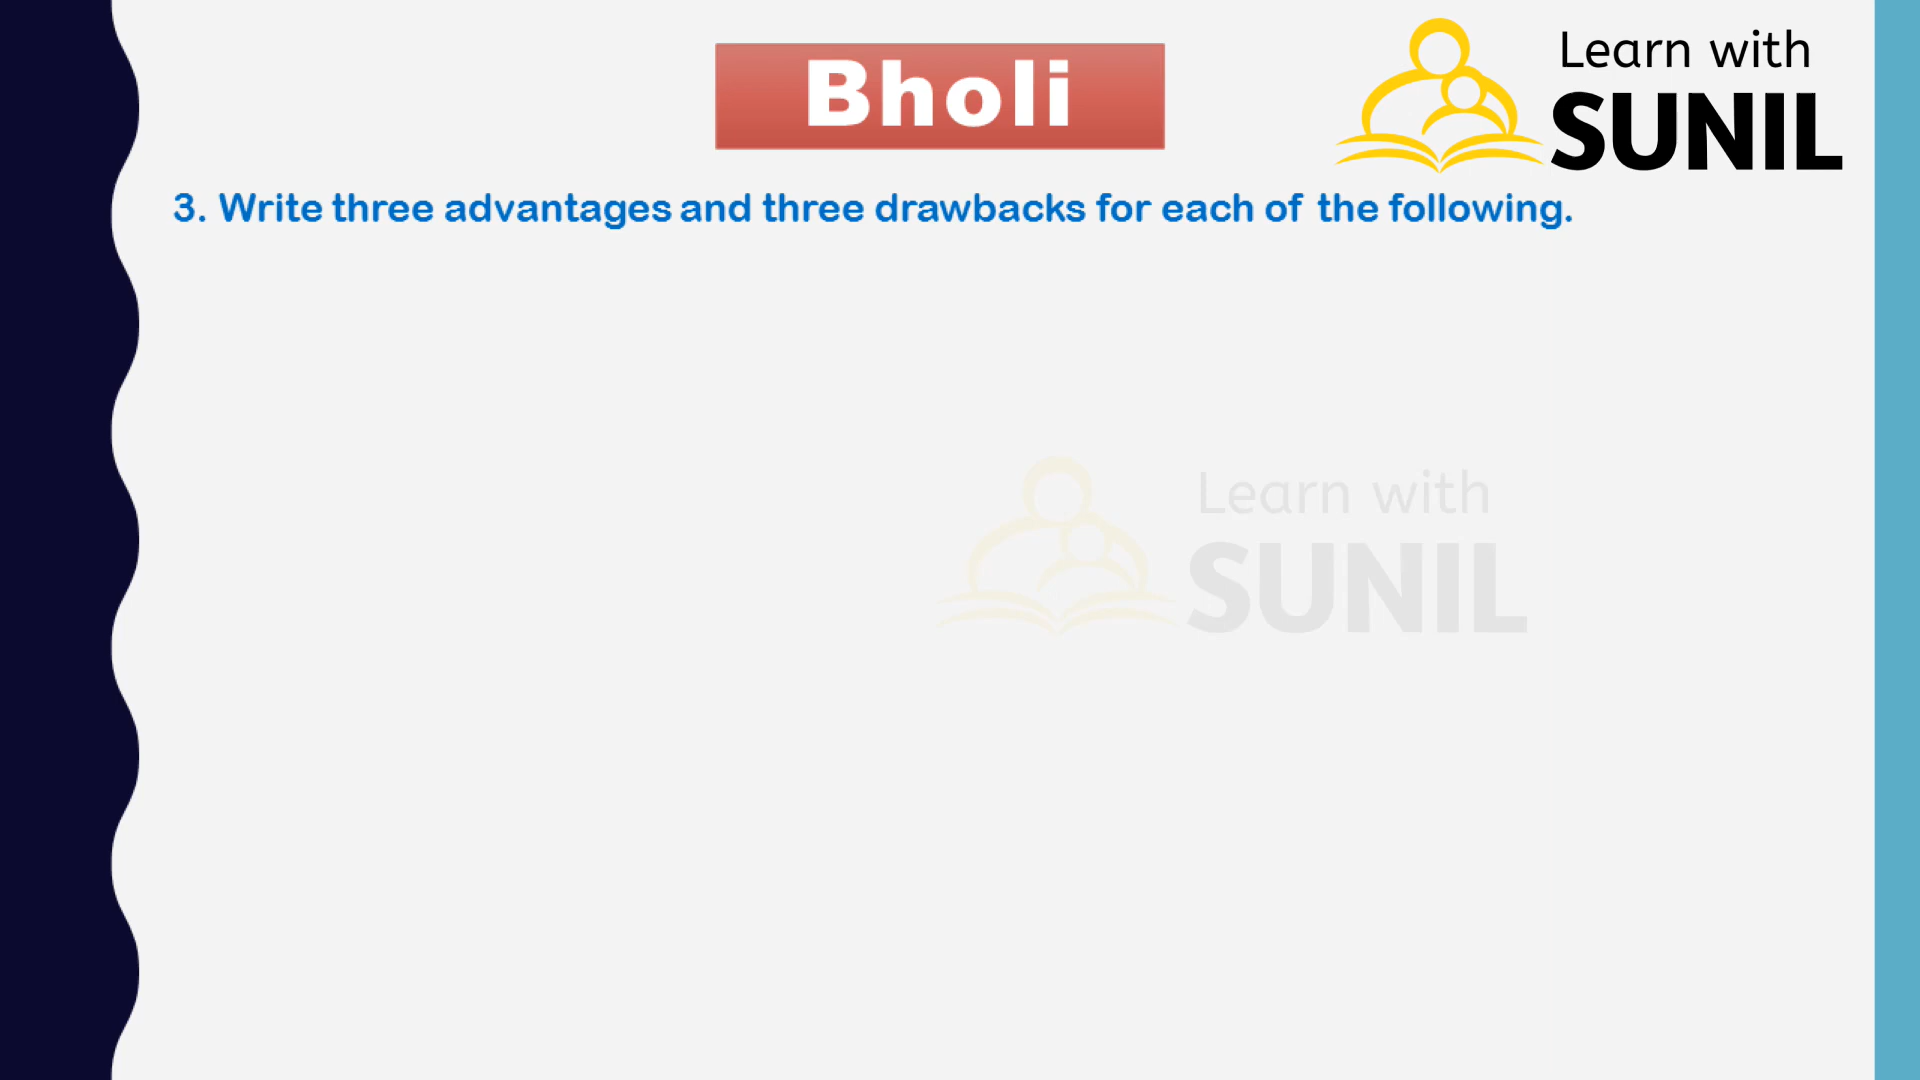 Bholi
Learn with
SUNIL
3. Write three advantages and three drawbacks for each of the following.
Learn with
SUNIL